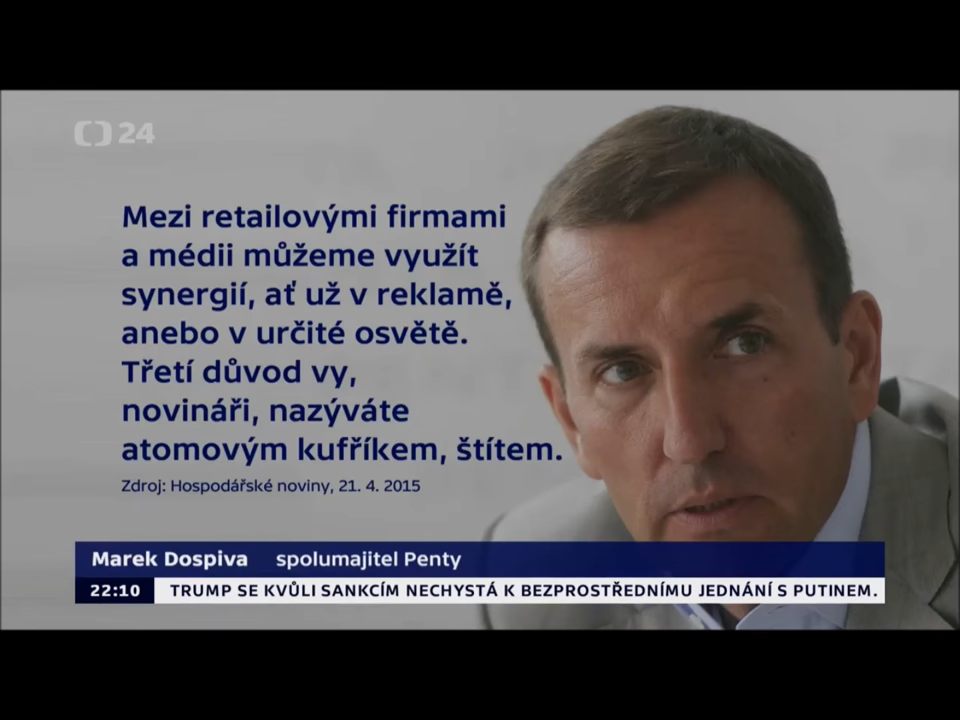 24
Mezi retailovými firmami
a médii můžeme využít
synergií, ať už v reklamě,
anebo v určité osvětě.
Třetí důvod vy,
novináři, nazýváte
atomovým kufříkem, štítem.
Zdroj: Hospodářské noviny, 21. 4. 2015
Marek Dospiva spolumajitel Penty
22:10 TRUMP SE KVŮLI SANKCÍM NECHYSTÁ K BEZPROSTŘEDNÍMU JEDNÁNÍ S PUTINEM.